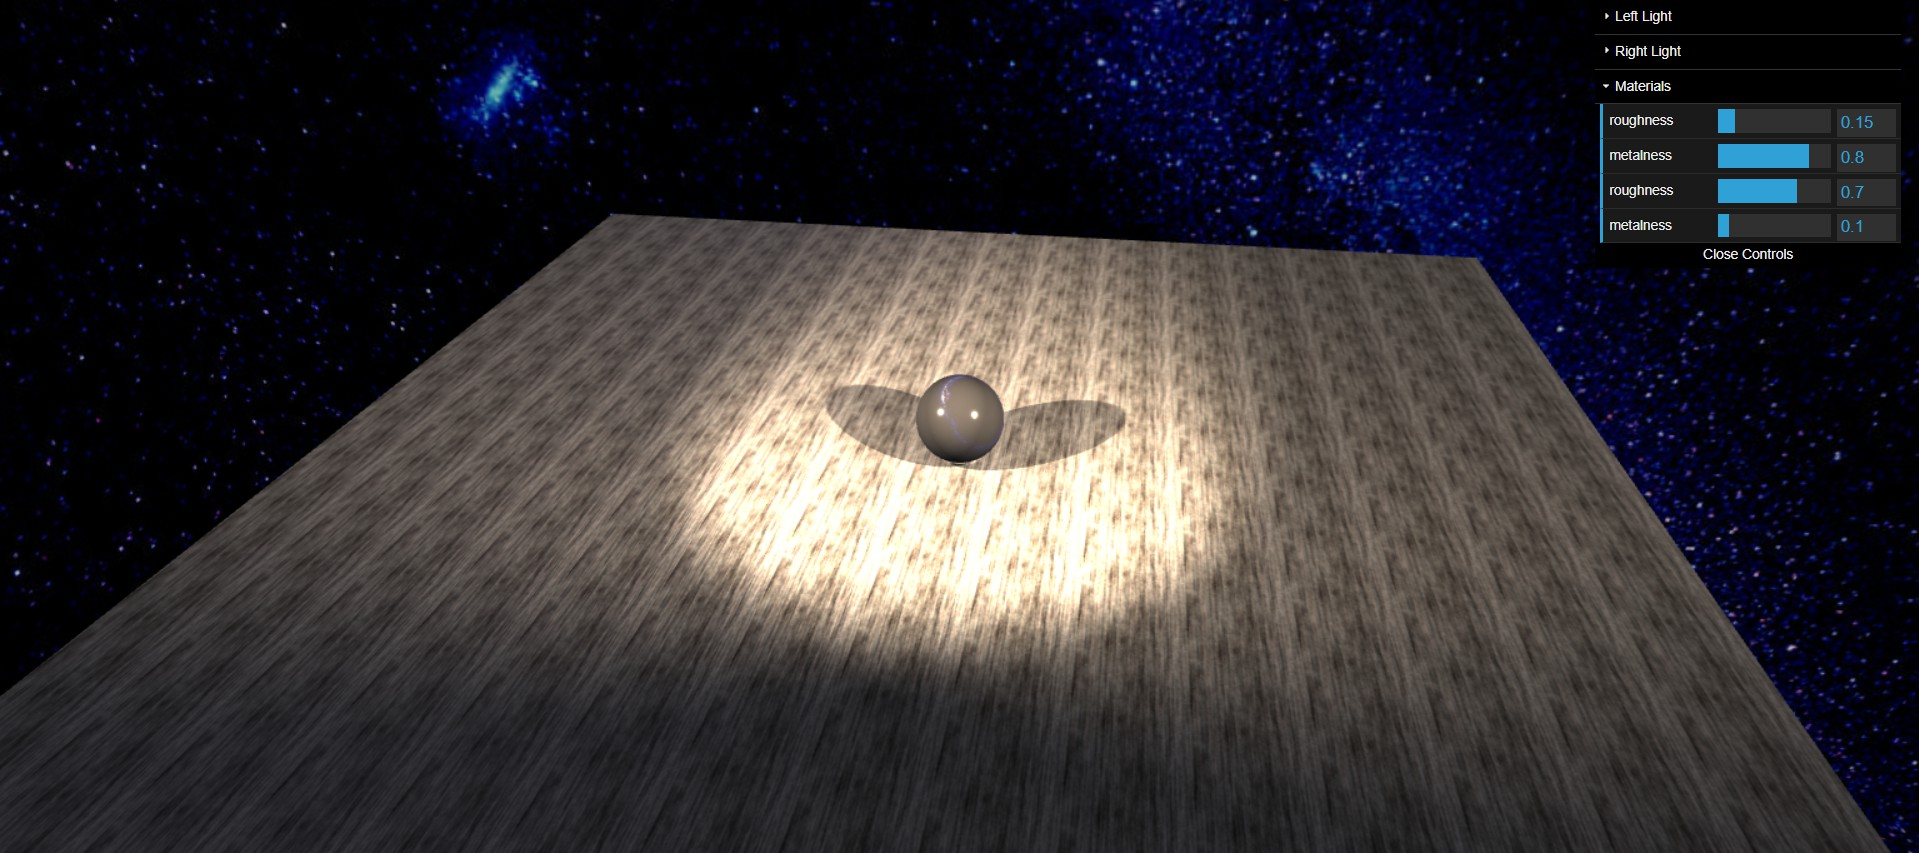 Left Light
Right Light
Materials
roughness 0.15
metalness 0.8
roughness 0.7
metalness 0.1
Close Controls